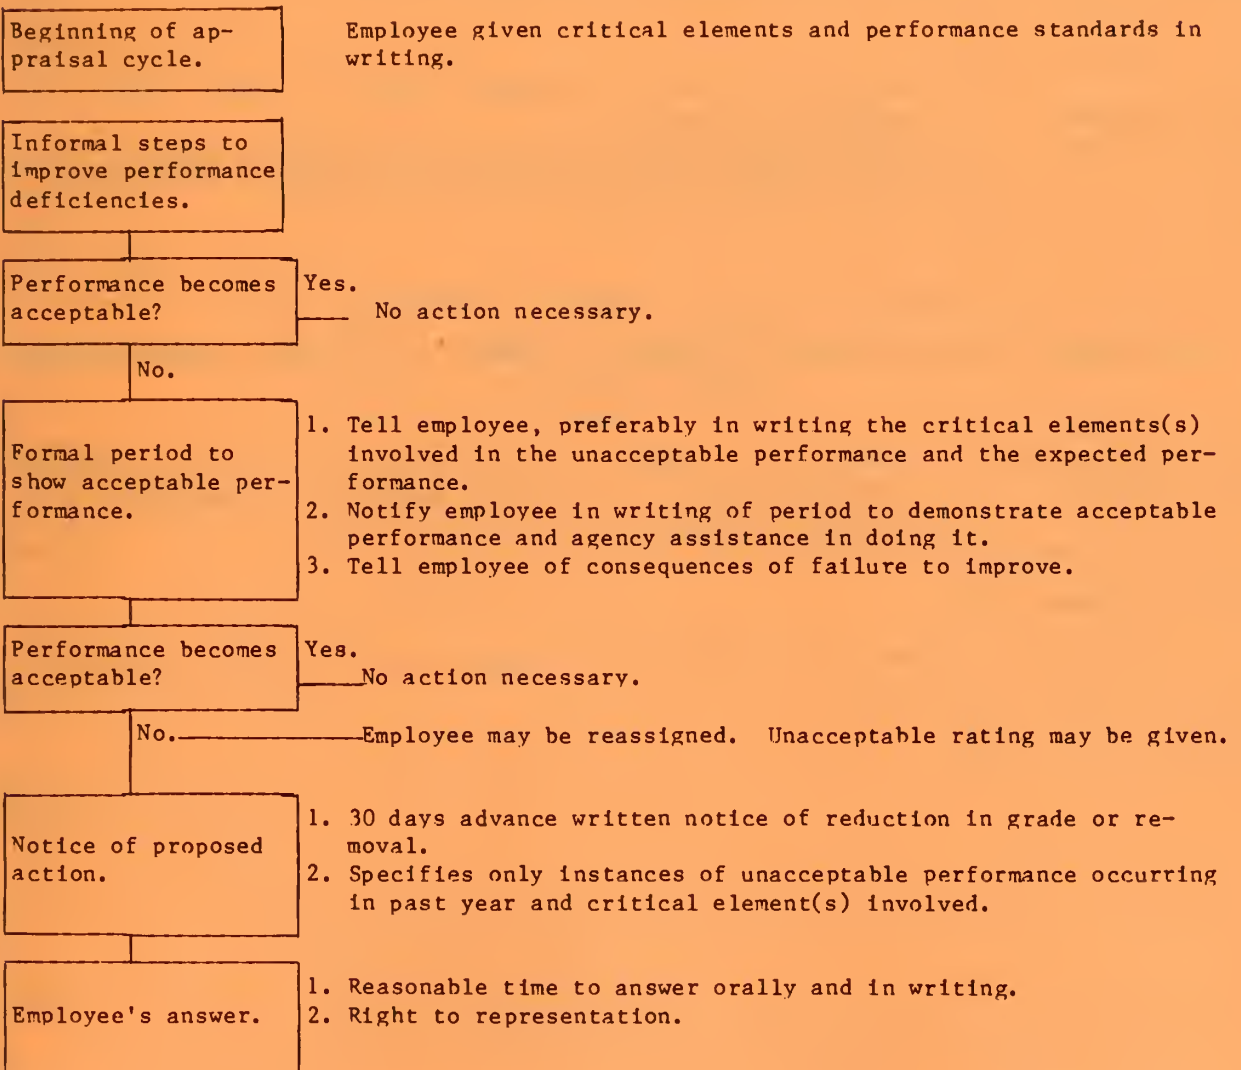 Beginning of ap-
praisal cycle.
Employee given critical elements and performance standards in
writing.
Informal steps to
improve performance
deficiencies.
Performance becomes
acceptable?
Yes.
No action necessary.
No.
Formal period to
show acceptable per-
formance.
1. Tell employee, preferably in writing the critical elements(s)
involved in the unacceptable performance and the expected per-
formance.
2. Notify employee in writing of period to demonstrate acceptable
performance and agency assistance in doing it.
3. Tell employee of consequences of failure to improve.
Performance becomes
acceptable?
Yes.
No action necessary.
No.
Employee may be reassigned. Unacceptable rating may be given.
Notice of proposed
action.
1. 30 days advance written notice of reduction in grade or re-
moval.
2. Specifies only instances of unacceptable performance occurring
in past year and critical element(s) involved.
Employee's answer.
1. Reasonable time to answer orally and in writing.
2. Right to representation.